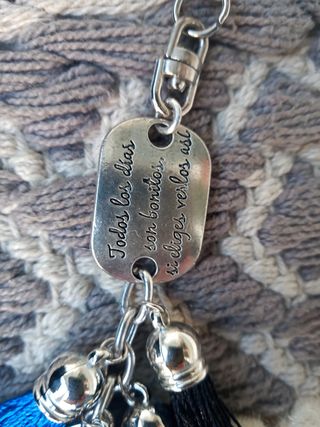 Todos los días
son bonitos,
si eliges verlos así.